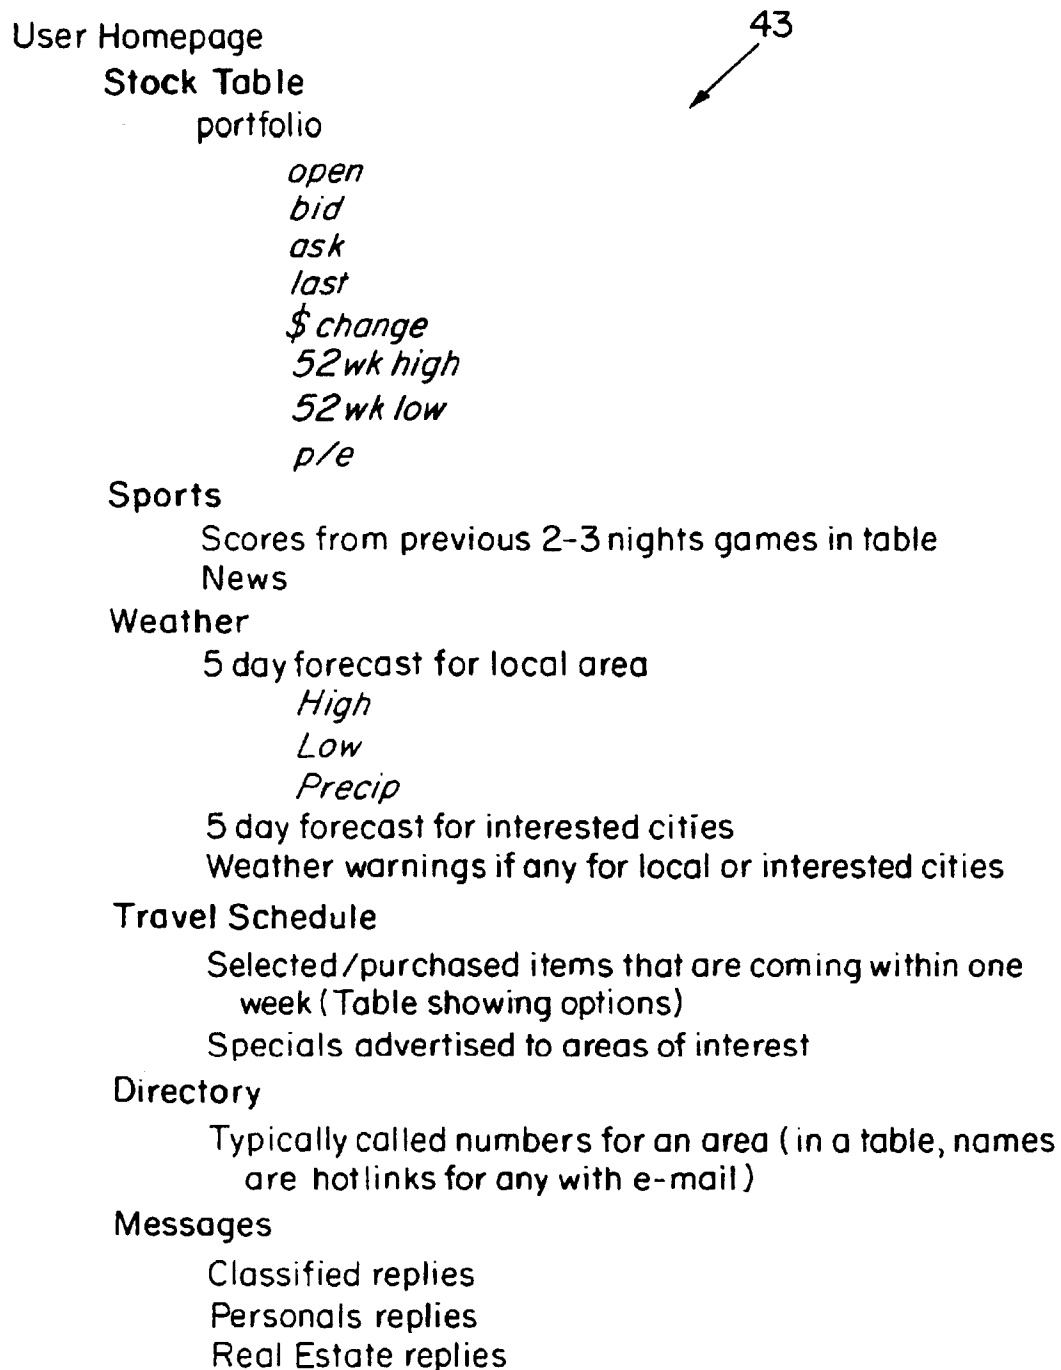 User Homepage
43
Stock Table
portfolio
open
bid
ask
last
$ change
52wk high
52wk low
p/e
Sports
Scores from previous 2-3 nights games in table
News
Weather
5 day forecast for local area
High
Low
Precip
5 day forecast for interested cities
Weather warnings if any for local or interested cities
Travel Schedule
Selected/purchased items that are coming within one
week (Table showing options)
Specials advertised to areas of interest
Directory
Typically called numbers for an area (in a table, names
are hotlinks for any with e-mail)
Messages
Classified replies
Personals replies
Real Estate replies